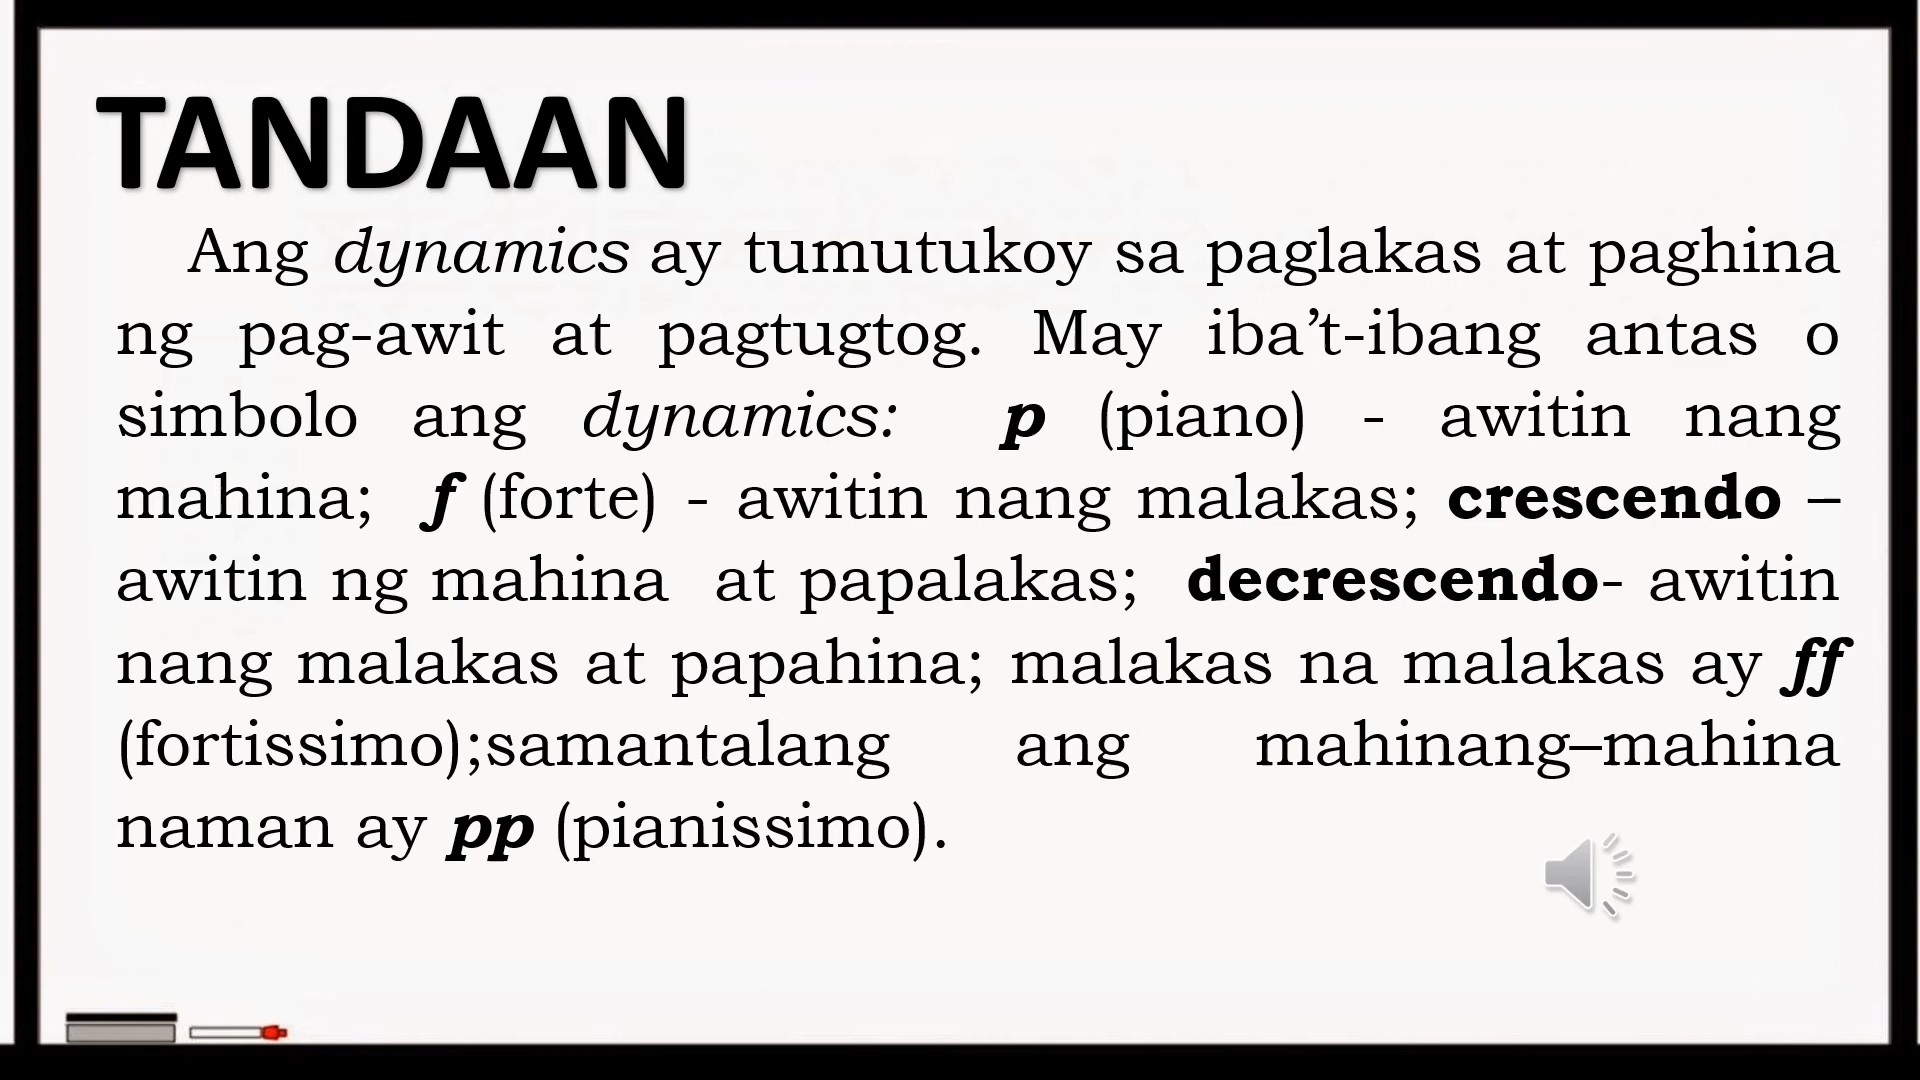 TANDAAN
Ang dynamics ay tumutukoy sa paglakas at paghina
ng pag-awit at pagtugtog. May iba’t-ibang antas o
simbolo ang dynamics: p (piano) - awitin nang
mahina; f (forte) - awitin nang malakas; crescendo –
awitin ng mahina at papalakas; decrescendo- awitin
nang malakas at papahina; malakas na malakas ay ff
(fortissimo);samantalang ang mahinang–mahina
naman ay pp (pianissimo).